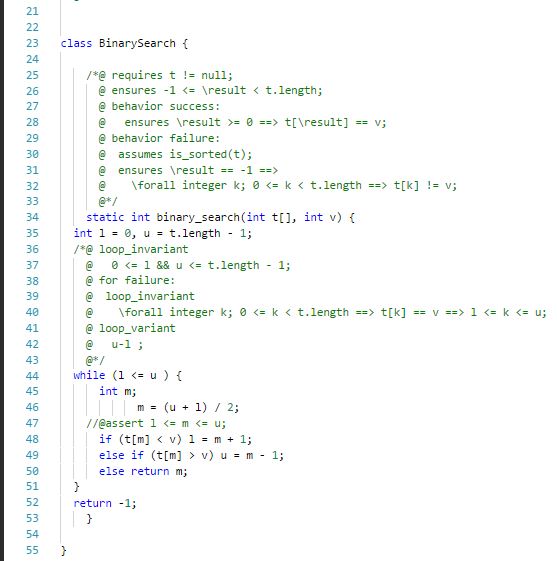 21
22
23 class BinarySearch {
24
25 /*@ requires t != null;
26 @ ensures -1 <= \result < t.length;
27 @ behavior success:
28 @ ensures \result >= 0 ==> t[\result] == v;
29 @ behavior failure:
30 @ assumes is_sorted(t);
31 @ ensures \result == -1 ==>
32 @ \forall integer k; 0 <= k < t.length ==> t[k] != v;
33 @*/
34 static int binary_search(int t[], int v) {
35 int l = 0, u = t.length - 1;
36 /*@ loop_invariant
37 @ 0 <= l && u <= t.length - 1;
38 @ for failure:
39 @ loop_invariant
40 @ \forall integer k; 0 <= k < t.length ==> t[k] == v ==> l <= k <= u;
41 @ loop_variant
42 @ u-l ;
43 @*/
44 while (l <= u ) {
45 int m;
46 m = (u + l) / 2;
47 //@assert l <= m <= u;
48 if (t[m] < v) l = m + 1;
49 else if (t[m] > v) u = m - 1;
50 else return m;
51 }
52 return -1;
53 }
54
55 }